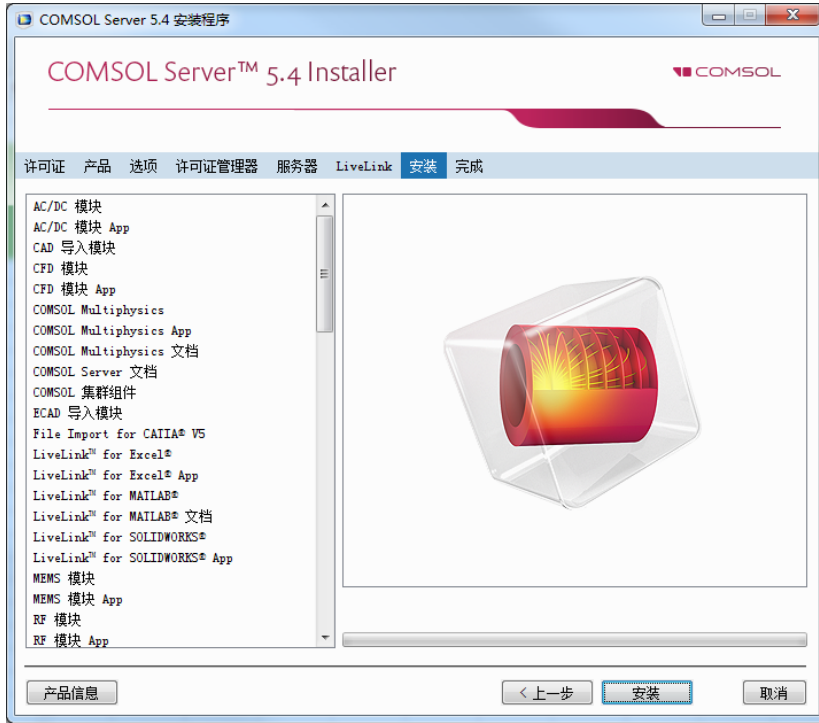 COMSOL Server 5.4 安装程序
COMSOL Server™ 5.4 Installer
COMSOL
许可证 产品 选项 许可证管理器 服务器 LiveLink 安装 完成
AC/DC 模块
AC/DC 模块 App
CAD 导入模块
CFD 模块
CFD 模块 App
COMSOL Multiphysics
COMSOL Multiphysics App
COMSOL Multiphysics 文档
COMSOL Server 文档
COMSOL 集群组件
ECAD 导入模块
File Import for CATIA® V5
LiveLink™ for Excel®
LiveLink™ for Excel® App
LiveLink™ for MATLAB®
LiveLink™ for MATLAB® 文档
LiveLink™ for SOLIDWORKS®
LiveLink™ for SOLIDWORKS® App
MEMS 模块
MEMS 模块 App
RF 模块
RF 模块 App
产品信息 < 上一步 安装 取消